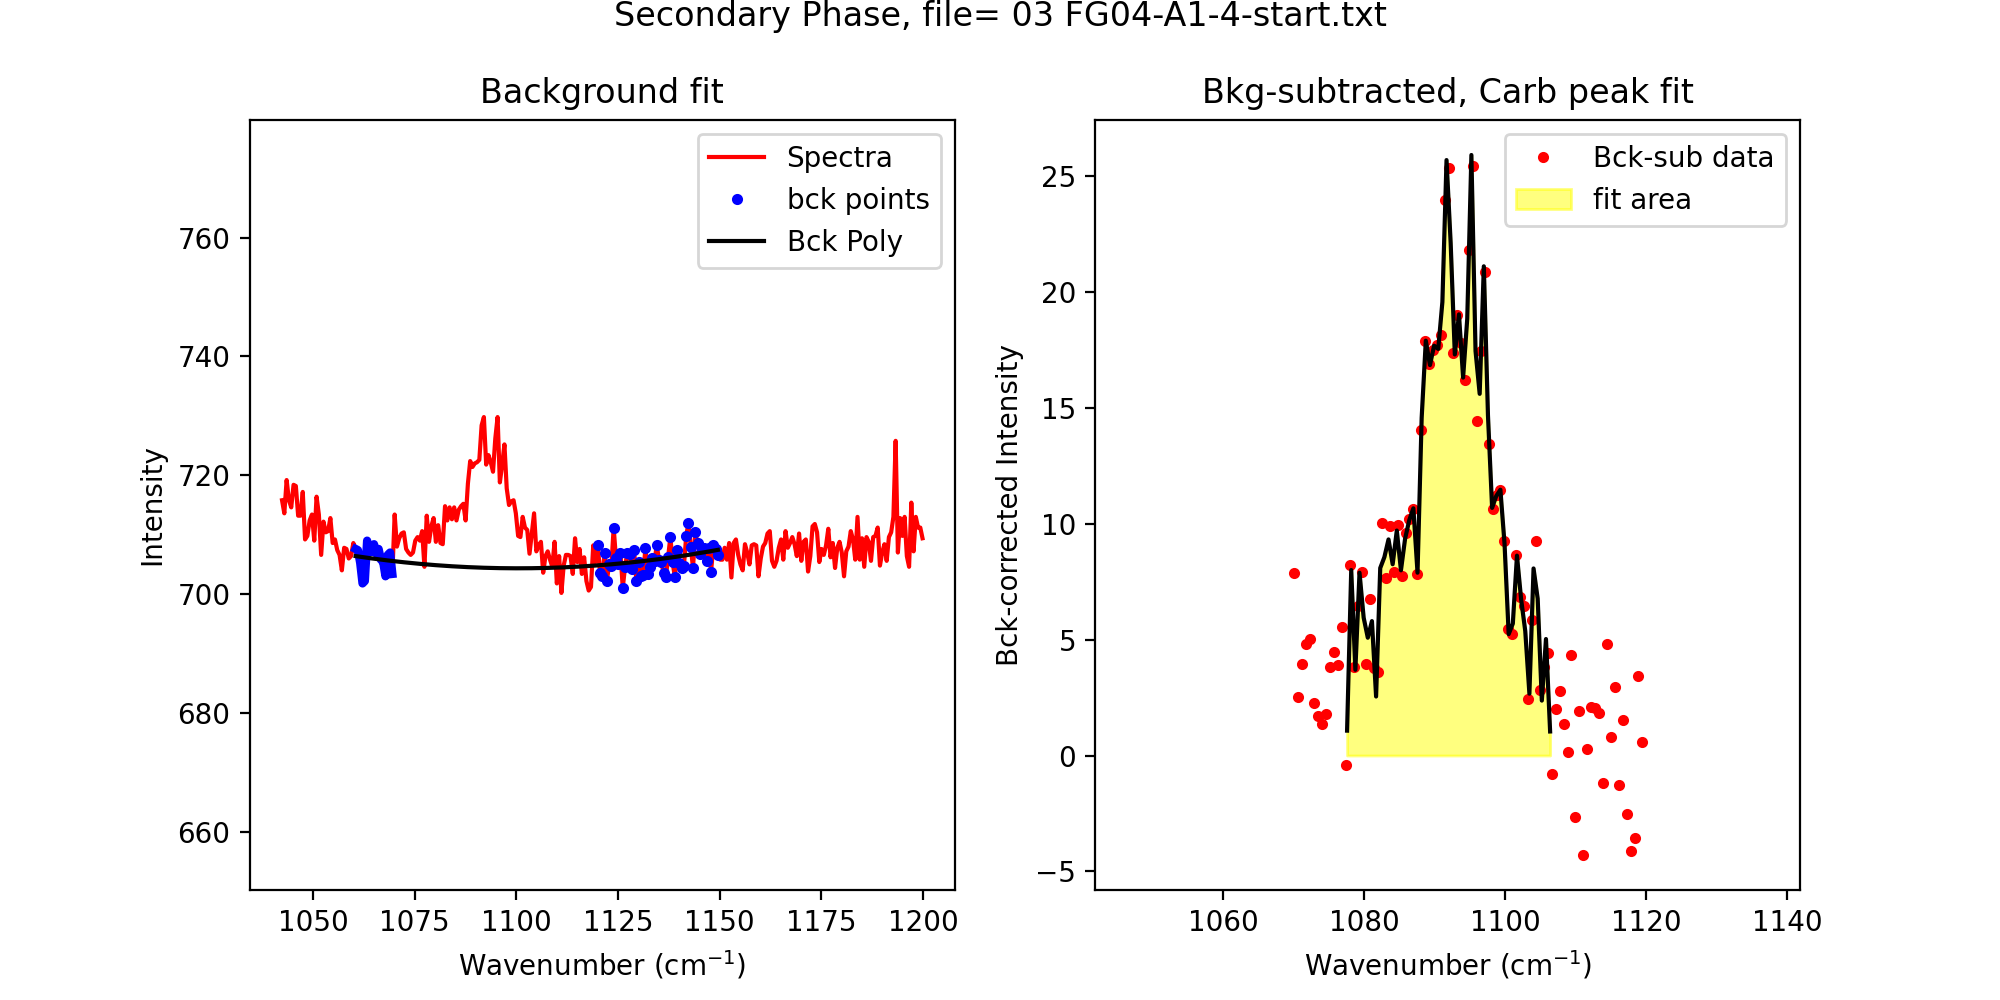 Secondary Phase, file= 03 FG04-A1-4-start.txt
Background fit
Spectra
bck points
Bck Poly
Intensity
760
740
720
700
680
660
1050 1075 1100 1125 1150 1175 1200
Wavenumber (cm⁻¹)
Bkg-subtracted, Carb peak fit
Bck-sub data
fit area
Bck-corrected Intensity
25
20
15
10
5
0
−5
1060 1080 1100 1120 1140
Wavenumber (cm⁻¹)